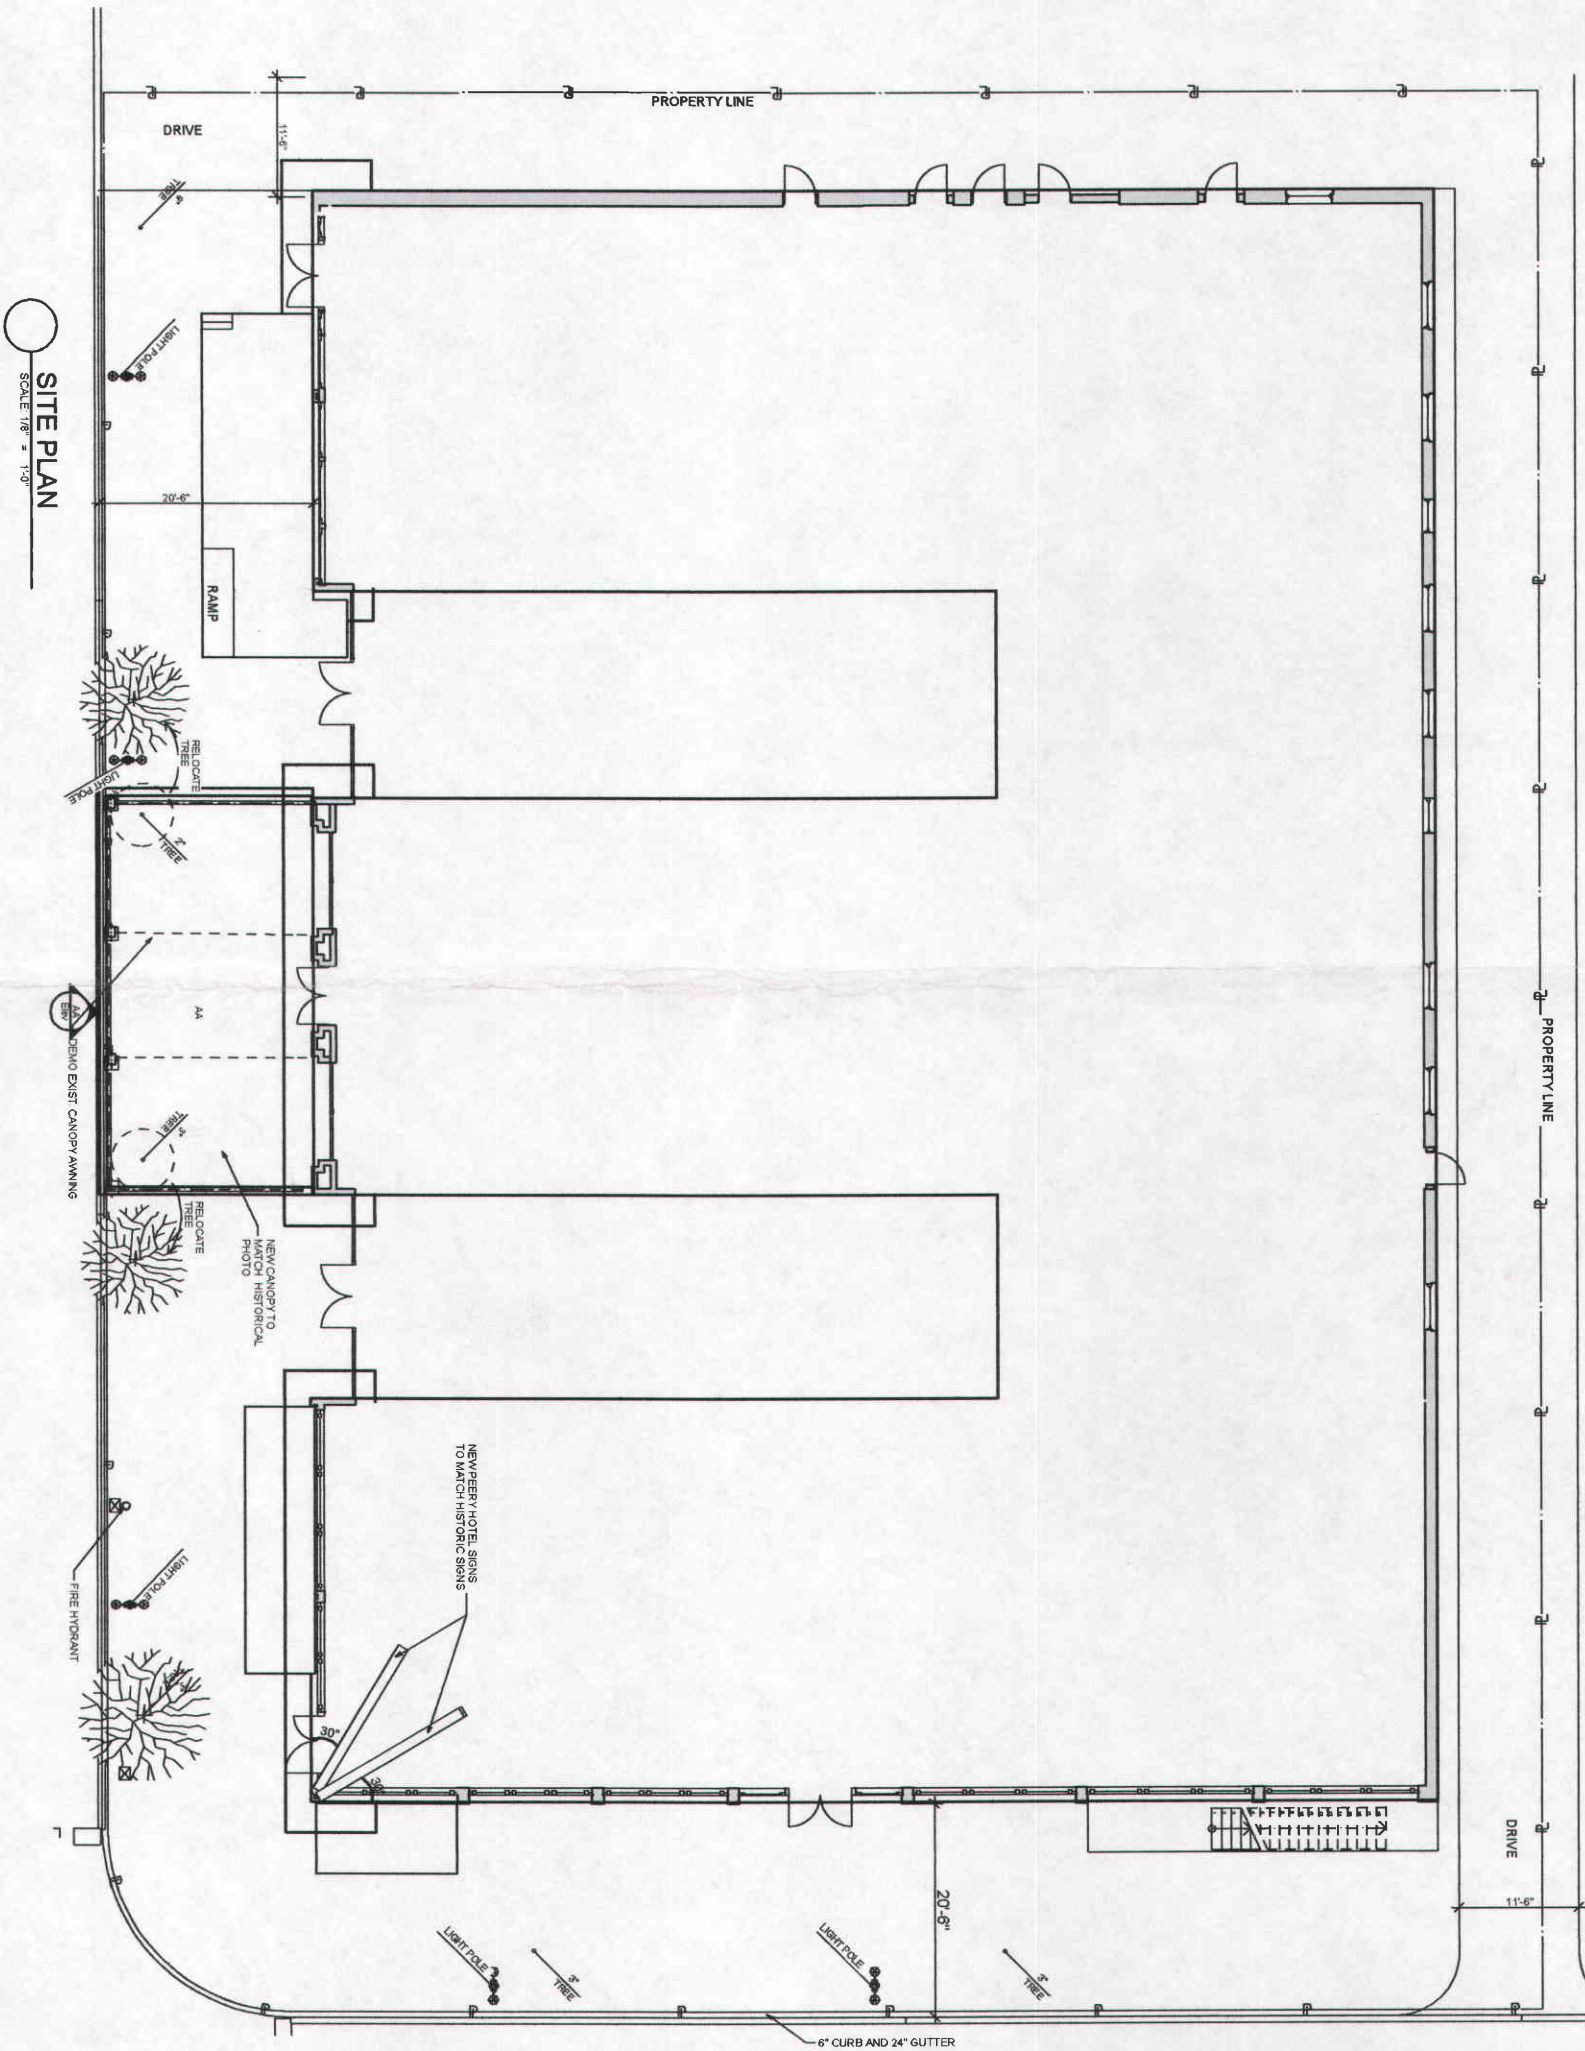 PROPERTY LINE
DRIVE
11'-6"
TREE
LIGHT POLE
SITE PLAN
SCALE: 1/8" = 1'-0"
20'-6"
RAMP
RELOCATE
TREE
LIGHT POLE
2"
TREE
AA
AA
Elev
DEMO EXIST. CANOPY AWNING
PROPERTY LINE
TREE
RELOCATE
TREE
NEW CANOPY TO
MATCH HISTORICAL
PHOTO
NEW PEERY HOTEL SIGNS
TO MATCH HISTORIC SIGNS
LIGHT POLE
FIRE HYDRANT
30°
30°
DRIVE
11'-6"
20'-6"
LIGHT POLE
3"
TREE
LIGHT POLE
3"
TREE
6" CURB AND 24" GUTTER